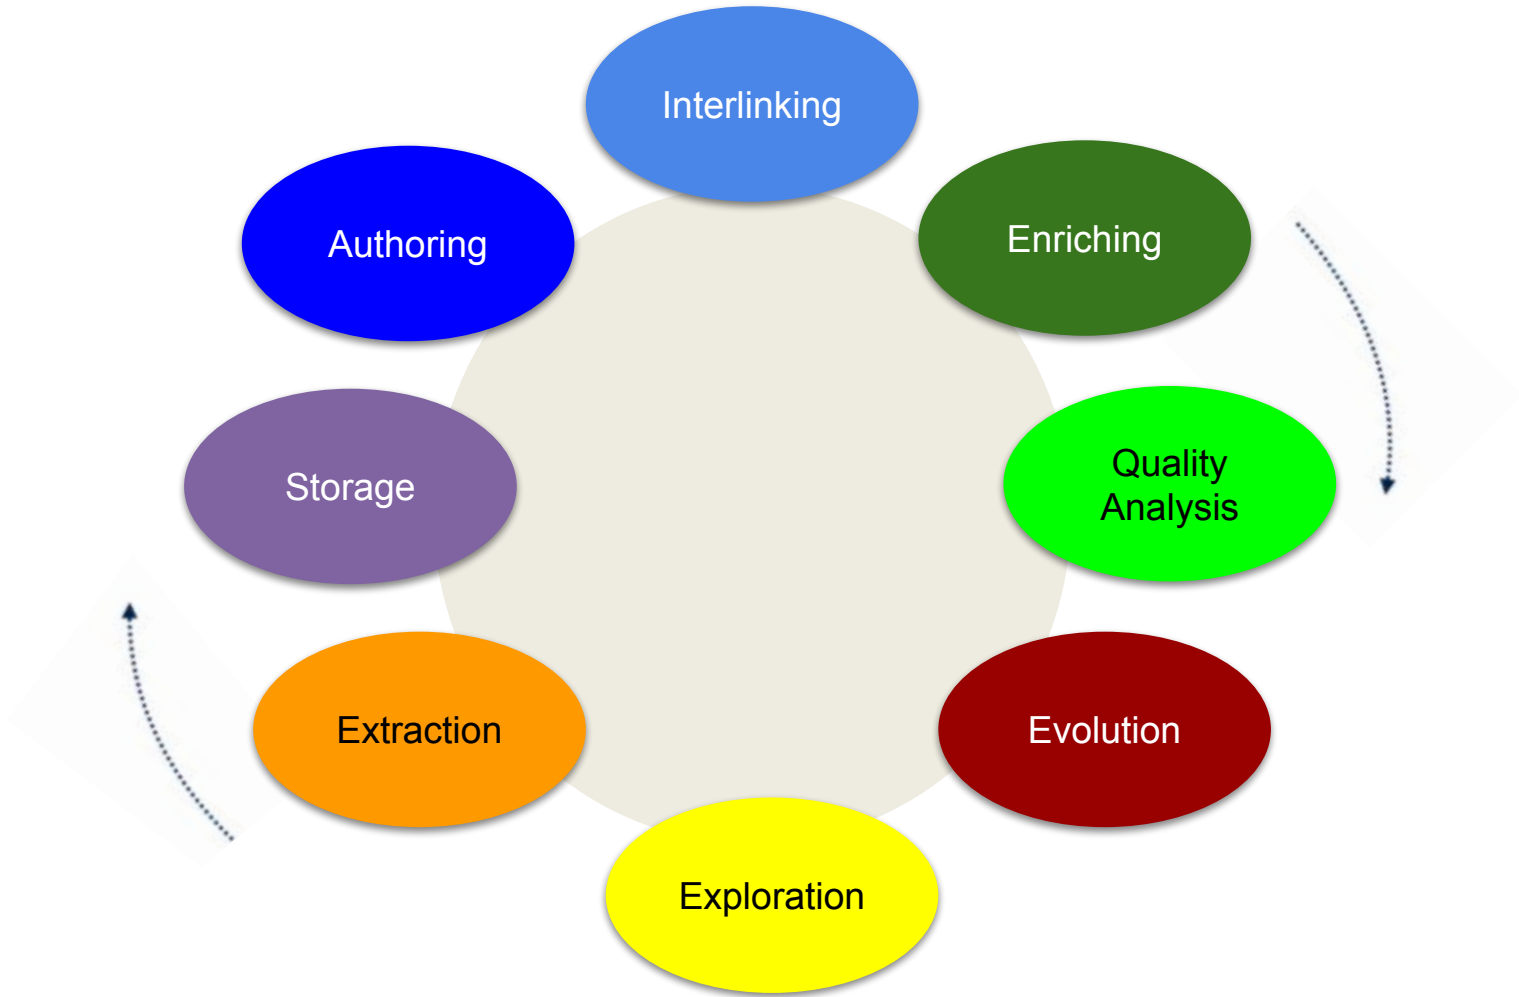 Interlinking
Authoring
Enriching
Storage
Quality
Analysis
Extraction
Evolution
Exploration